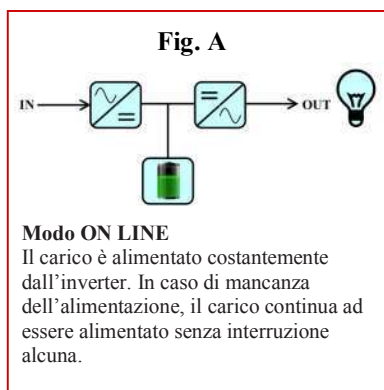 Fig. A
IN
OUT
Modo ON LINE
Il carico è alimentato costantemente
dall'inverter. In caso di mancanza
dell'alimentazione, il carico continua ad
essere alimentato senza interruzione
alcuna.